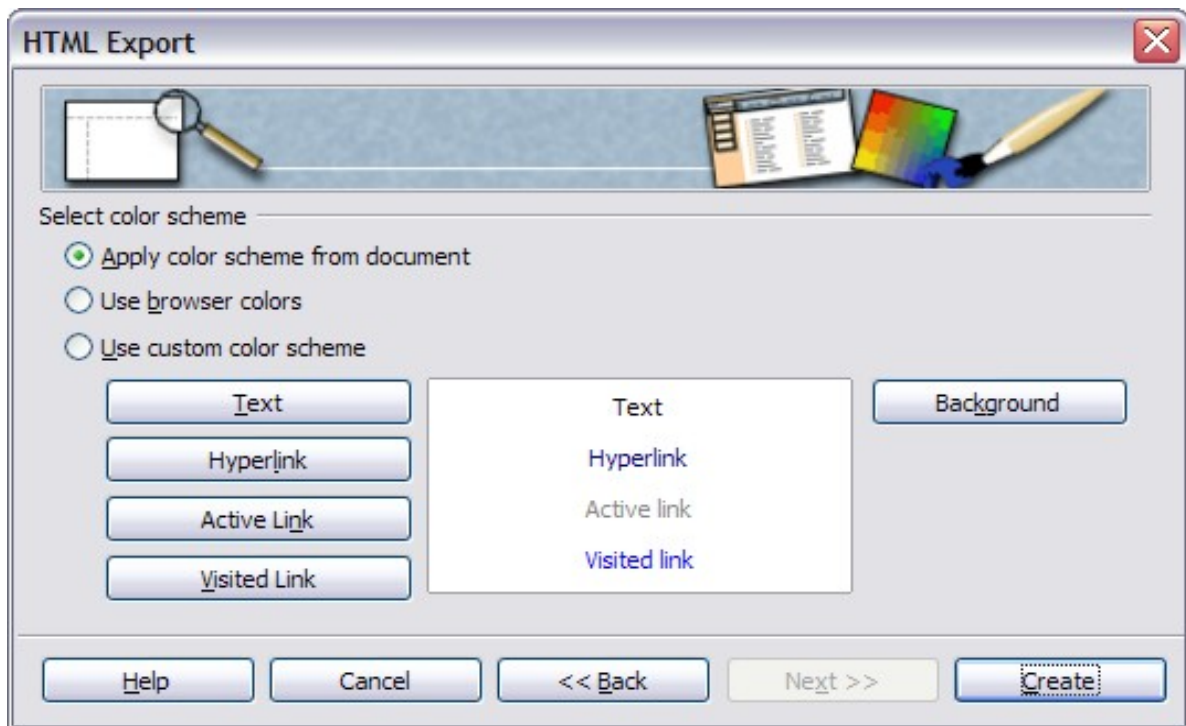 HTML Export
Select color scheme
Apply color scheme from document
Use browser colors
Use custom color scheme
Text Text Background
Hyperlink Hyperlink
Active Link Active link
Visited Link Visited link
Help Cancel << Back Next >> Create